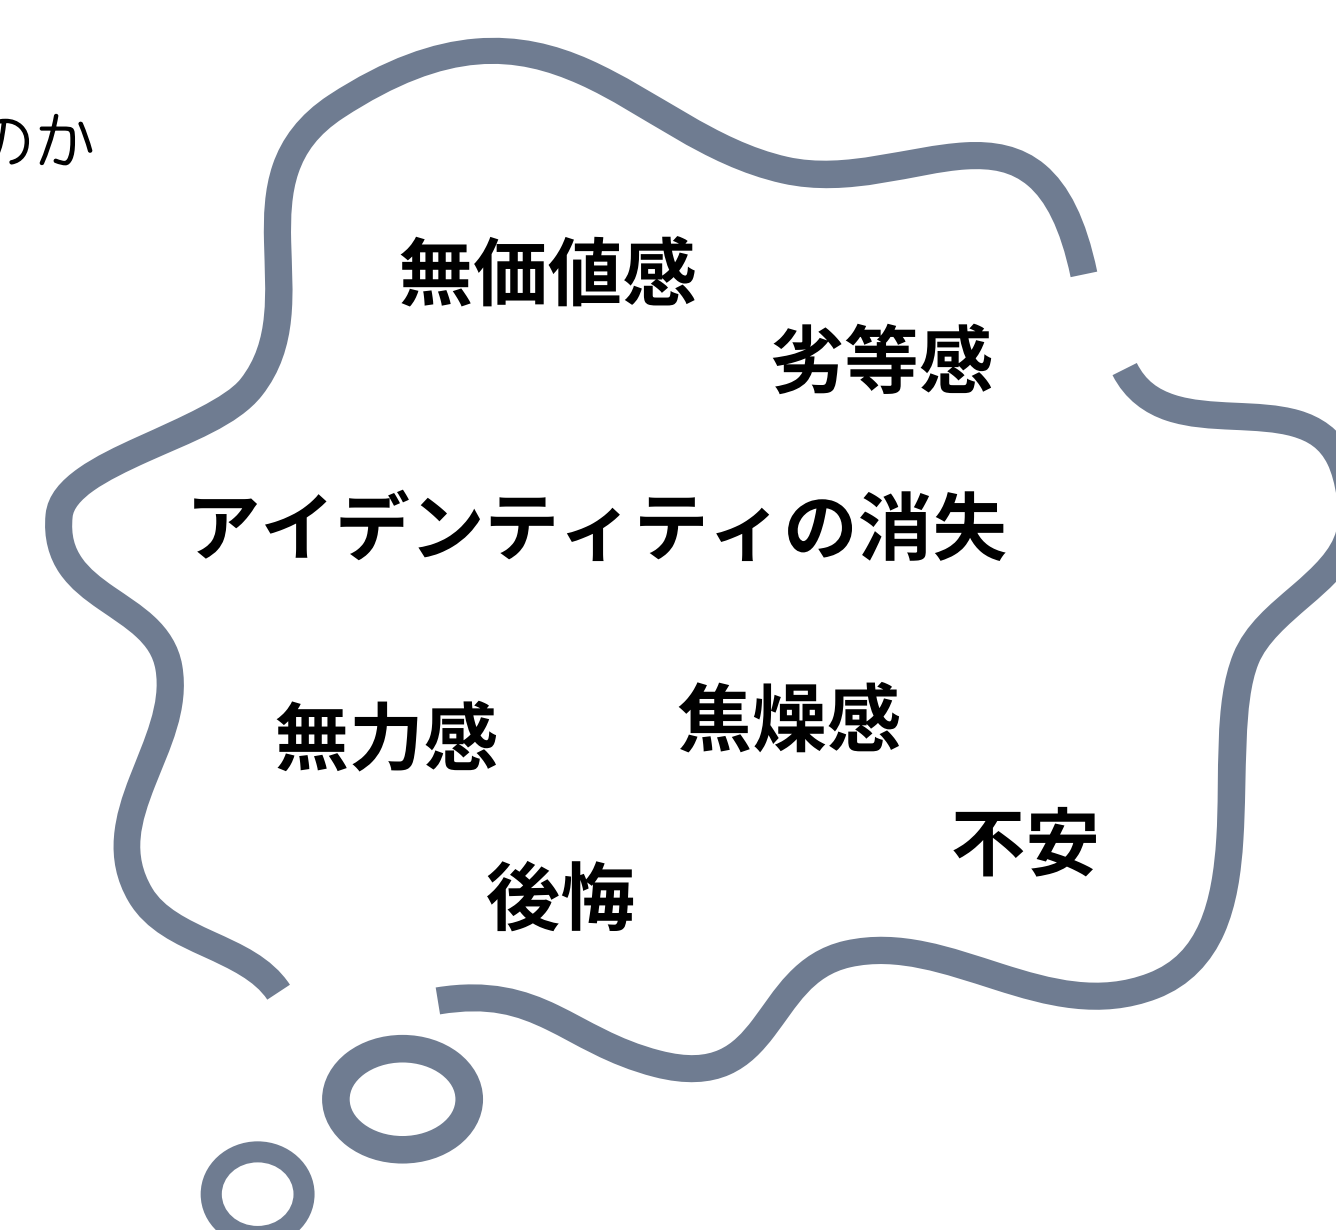 のか
無価値感
劣等感
アイデンティティの消失
焦燥感
無力感
不安
後悔